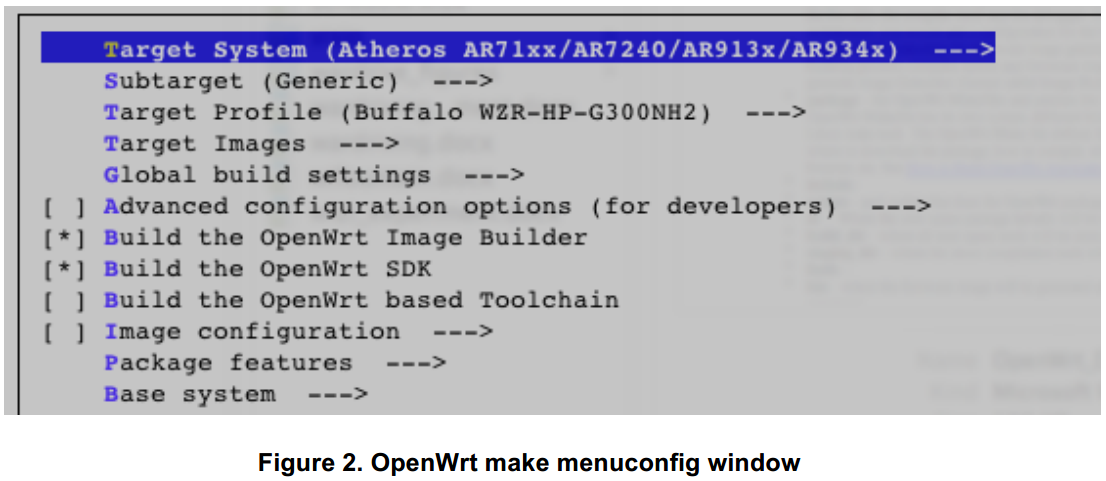 Target System (Atheros AR71xx/AR7240/AR913x/AR934x)  --->
Subtarget (Generic)  --->
Target Profile (Buffalo WZR-HP-G300NH2)  --->
Target Images  --->
Global build settings  --->
[ ] Advanced configuration options (for developers)  --->
[*] Build the OpenWrt Image Builder
[*] Build the OpenWrt SDK
[ ] Build the OpenWrt based Toolchain
[ ] Image configuration  --->
Package features  --->
Base system  --->
Figure 2. OpenWrt make menuconfig window